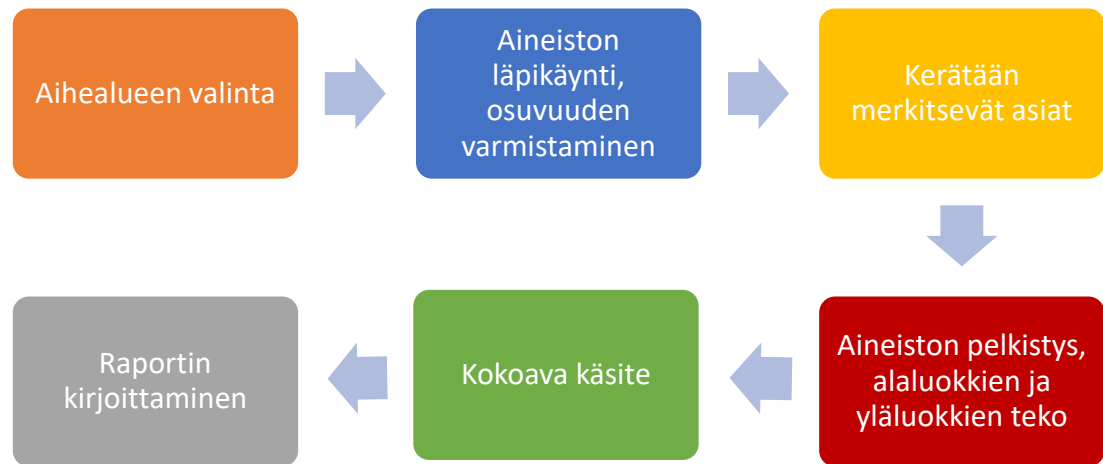 Aihealueen valinta
Aineiston
läpikäynti,
osuvuuden
varmistaminen
Kerätään
merkitsevät asiat
Aineiston pelkistys,
alaluokkien ja
yläluokkien teko
Kokoava käsite
Raportin
kirjoittaminen